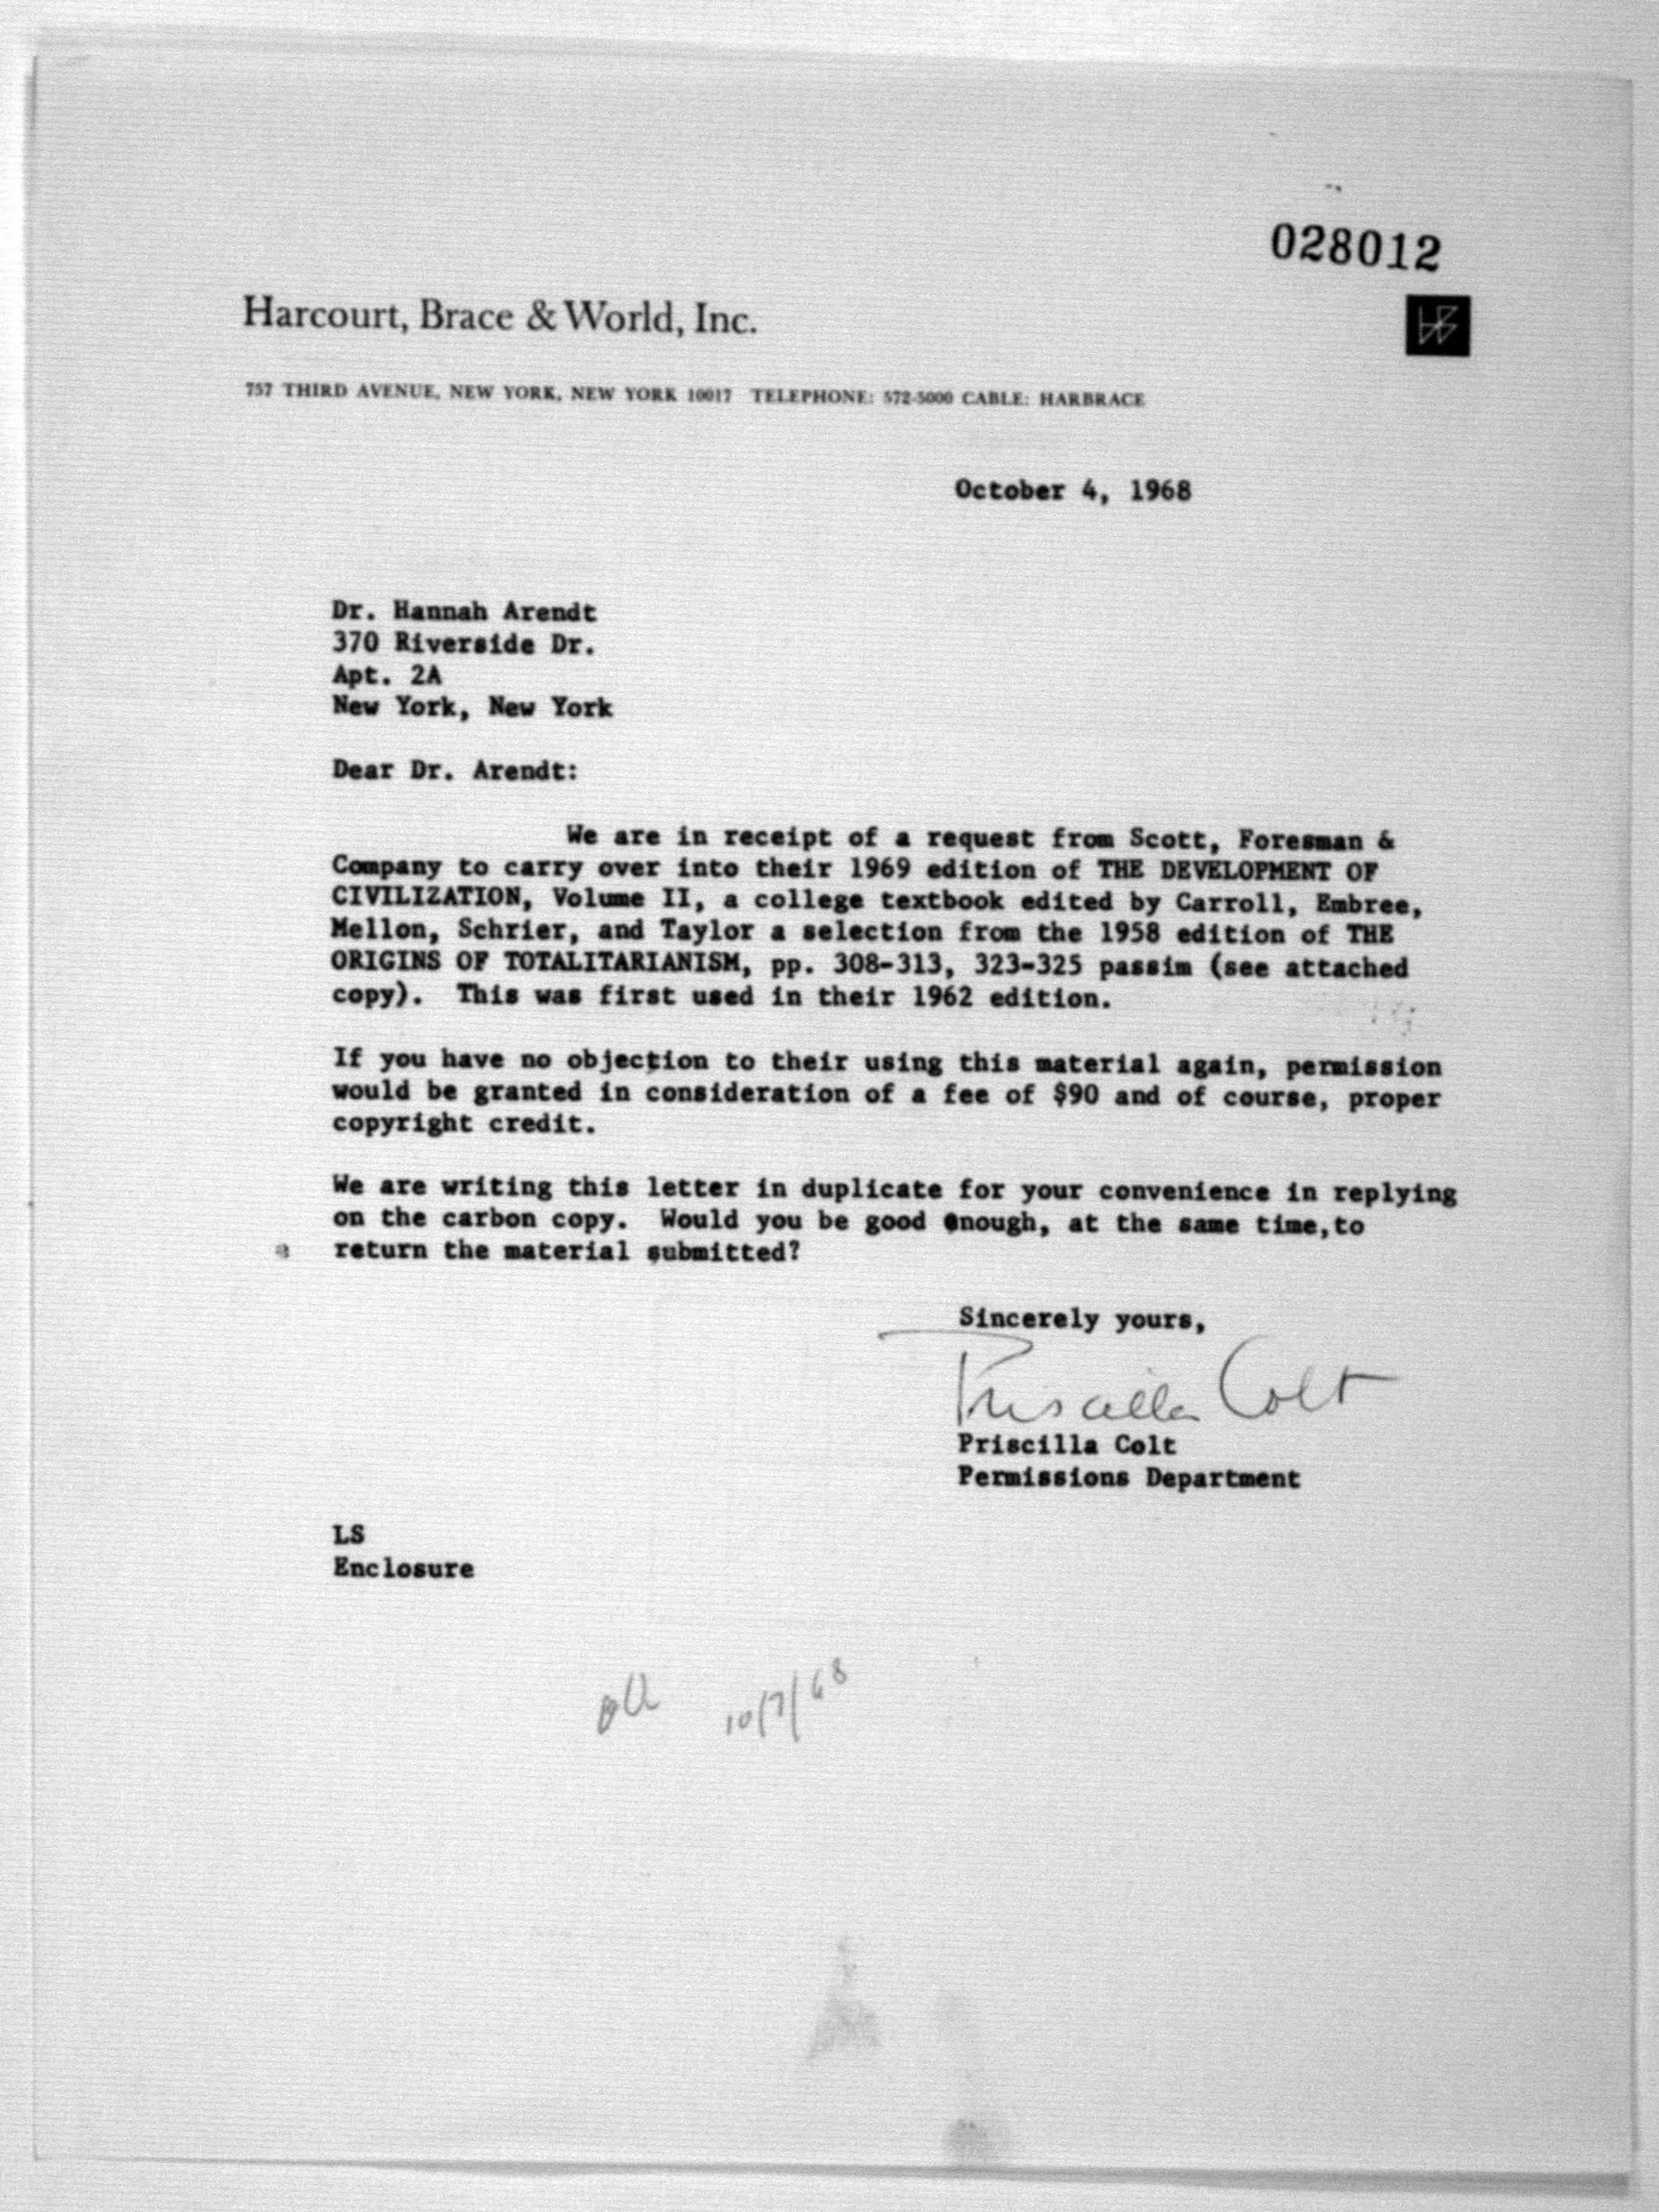 028012
Harcourt, Brace & World, Inc.
757 THIRD AVENUE, NEW YORK, NEW YORK 10017 TELEPHONE: 572-5000 CABLE: HARBRACE
October 4, 1968
Dr. Hannah Arendt
370 Riverside Dr.
Apt. 2A
New York, New York
Dear Dr. Arendt:
We are in receipt of a request from Scott, Foresman &
Company to carry over into their 1969 edition of THE DEVELOPMENT OF
CIVILIZATION, Volume II, a college textbook edited by Carroll, Embree,
Mellon, Schrier, and Taylor a selection from the 1958 edition of THE
ORIGINS OF TOTALITARIANISM, pp. 308-313, 323-325 passim (see attached
copy). This was first used in their 1962 edition.
If you have no objection to their using this material again, permission
would be granted in consideration of a fee of $90 and of course, proper
copyright credit.
We are writing this letter in duplicate for your convenience in replying
on the carbon copy. Would you be good enough, at the same time,to
return the material submitted?
Sincerely yours,
Priscilla Colt
Priscilla Colt
Permissions Department
LS
Enclosure
10/7/68